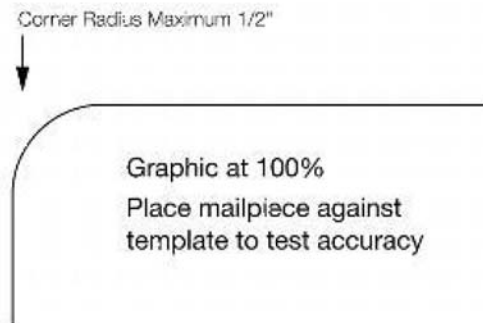 Corner Radius Maximum 1/2"
Graphic at 100%
Place mailpiece against
template to test accuracy